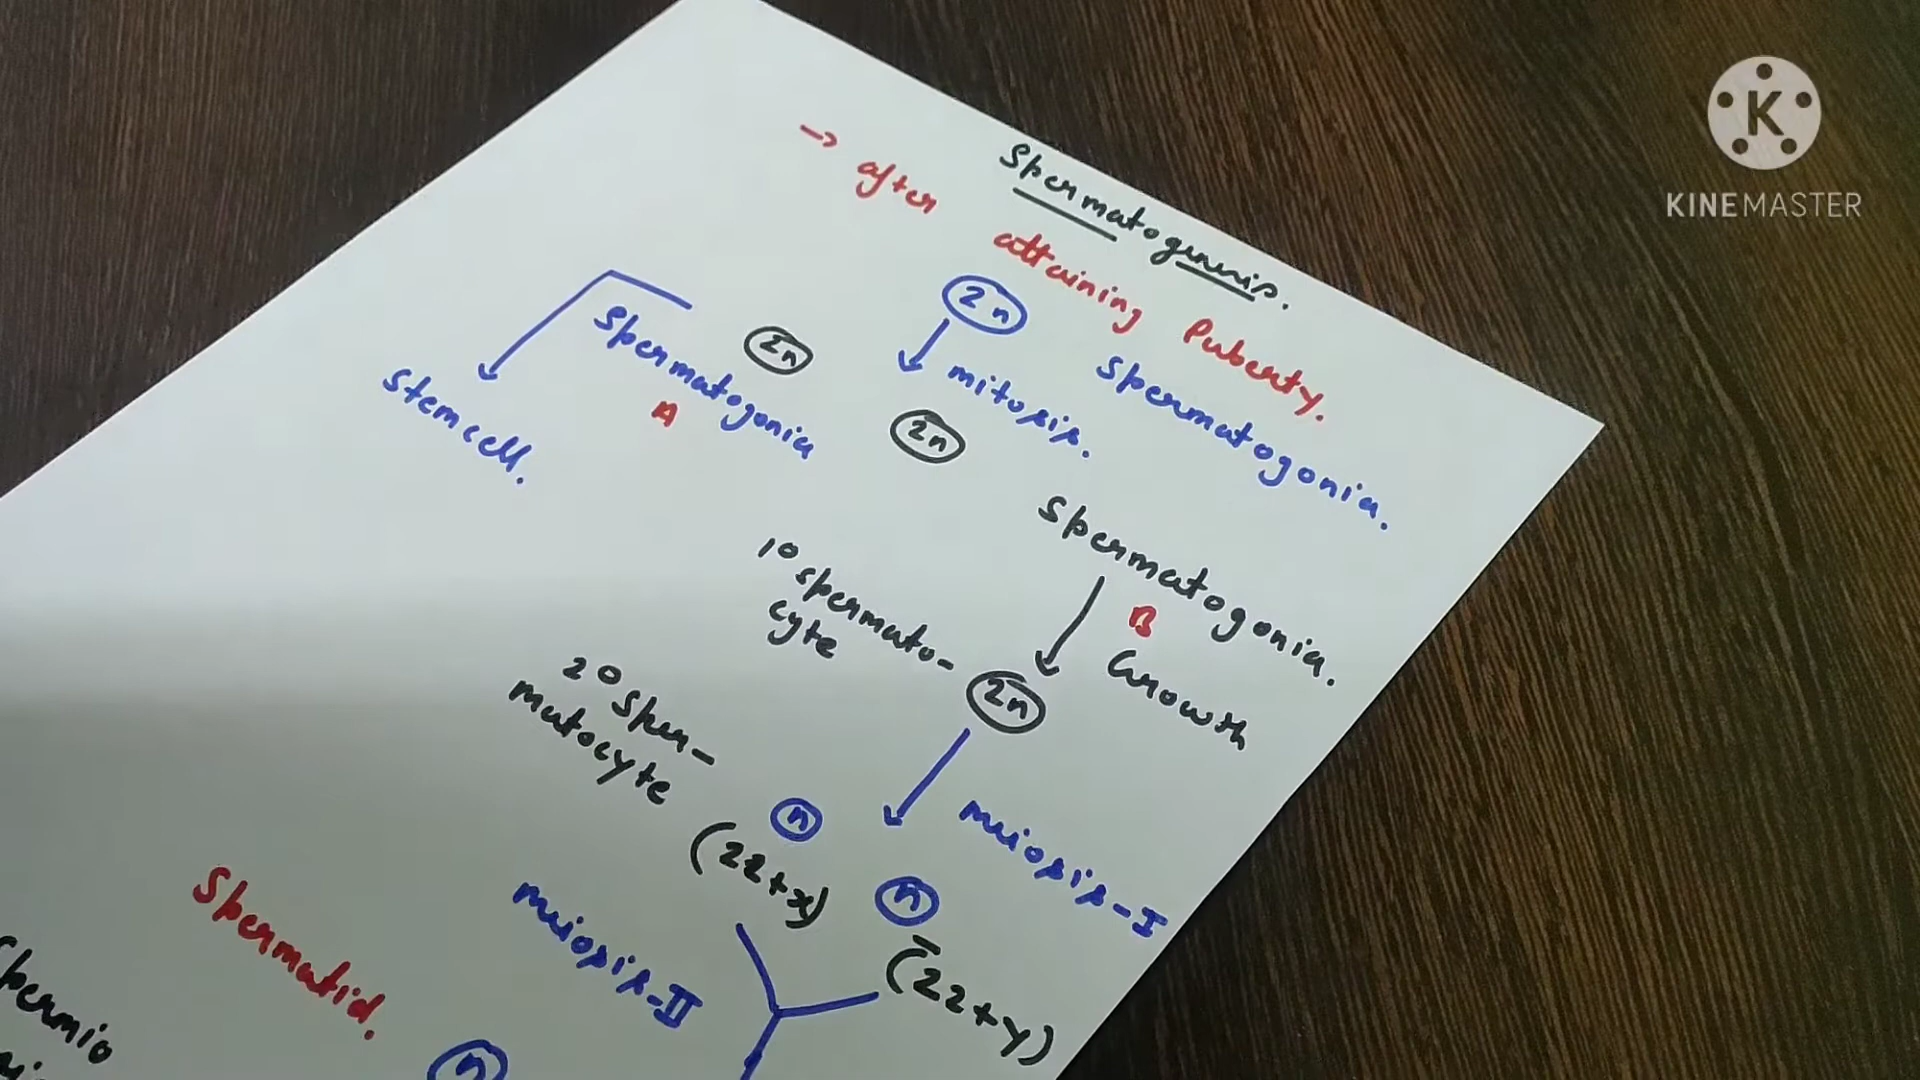 Spermatogenesis.
→ after attaining Puberty.
2n Spermatogonia.
mitosis.
2n 2n
Spermatogonia
A
Stem cell.
Spermatogonia.
B
Growth
1° spermato-
cyte
2n
meiosis-I
2° sper-
matocyte
n n
(22+x) (22+y)
meiosis-II
Spermatid.
n
Spermio
K
KINEMASTER